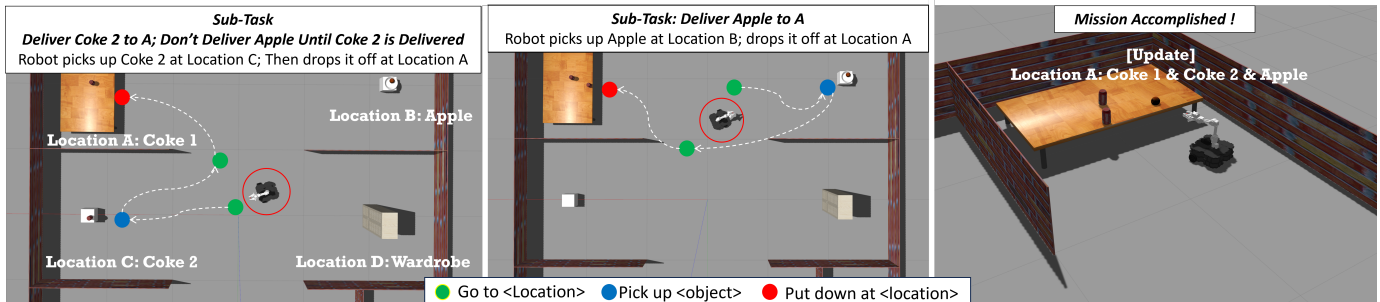 Sub-Task
Deliver Coke 2 to A; Don't Deliver Apple Until Coke 2 is Delivered
Robot picks up Coke 2 at Location C; Then drops it off at Location A
Location B: Apple
Location A: Coke 1
Location C: Coke 2
Location D: Wardrobe
Sub-Task: Deliver Apple to A
Robot picks up Apple at Location B; drops it off at Location A
Mission Accomplished !
[Update]
Location A: Coke 1 & Coke 2 & Apple
Go to <Location>
Pick up <object>
Put down at <location>